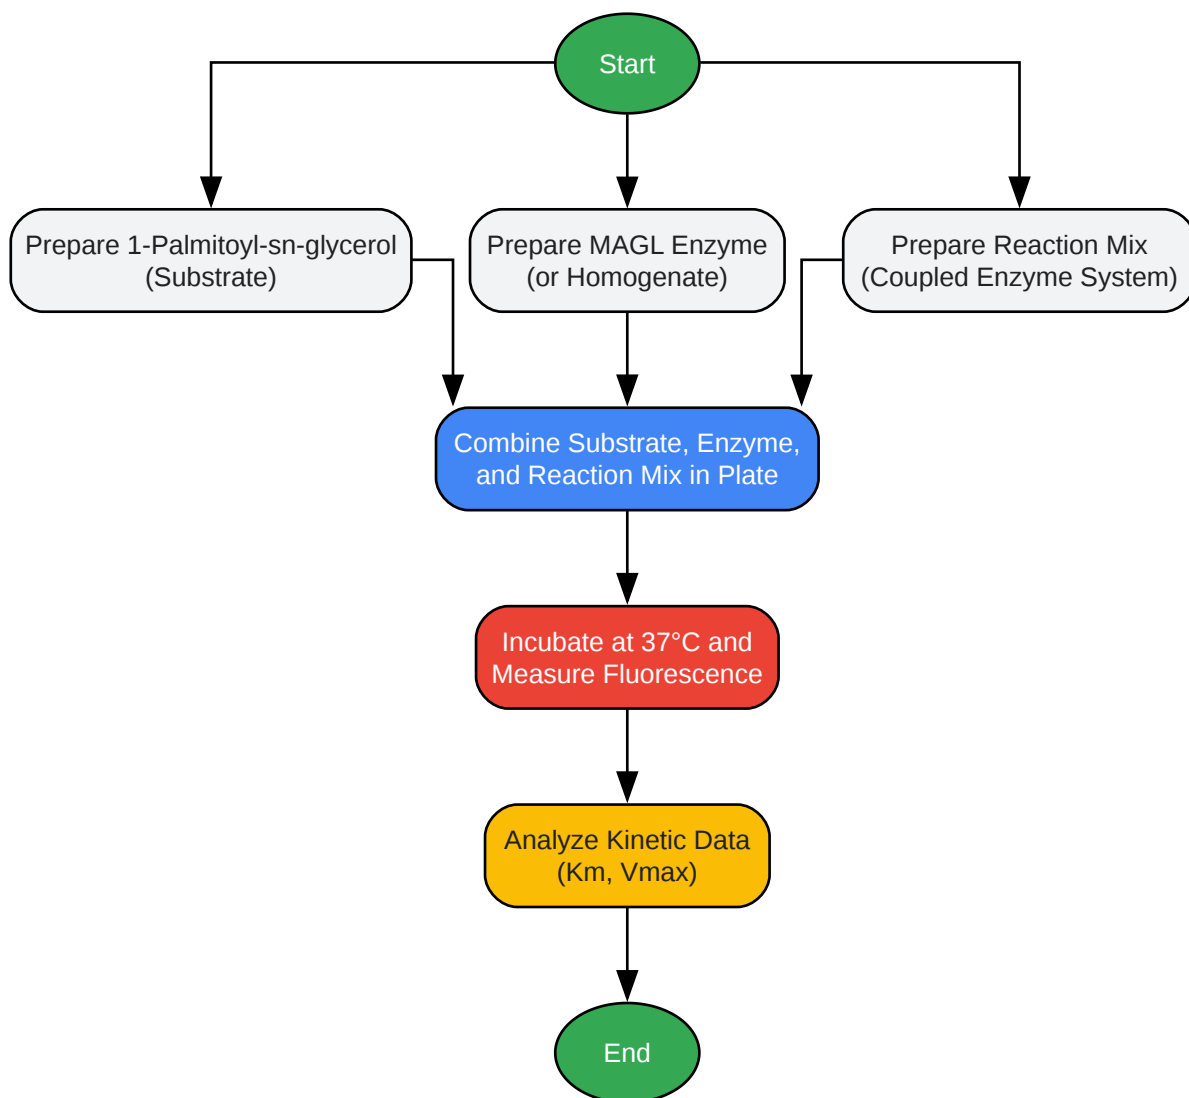 Start
Prepare 1-Palmitoyl-sn-glycerol
(Substrate)
Prepare MAGL Enzyme
(or Homogenate)
Prepare Reaction Mix
(Coupled Enzyme System)
Combine Substrate, Enzyme,
and Reaction Mix in Plate
Incubate at 37°C and
Measure Fluorescence
Analyze Kinetic Data
(Km, Vmax)
End